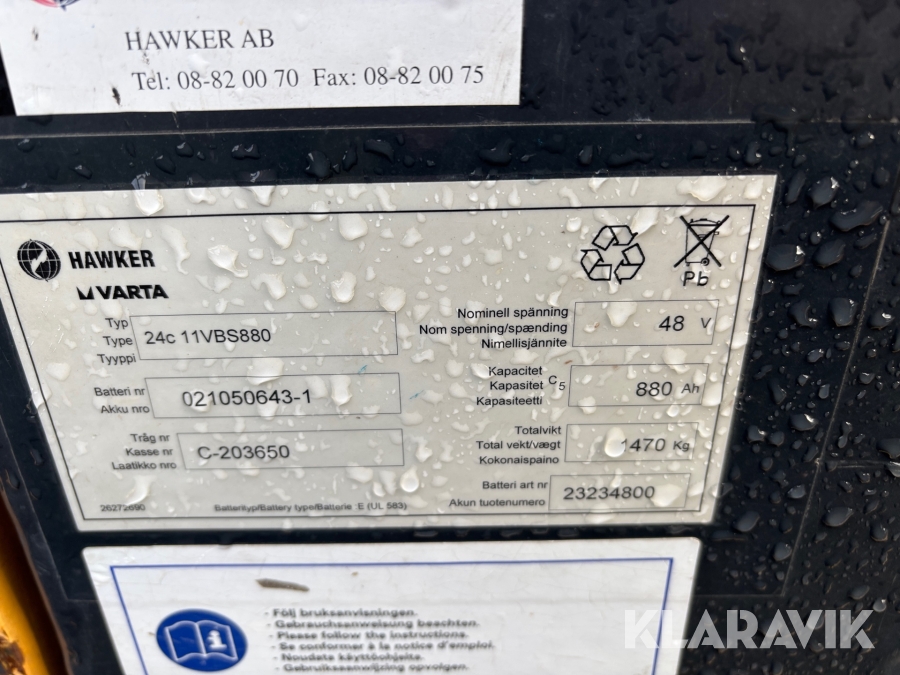 HAWKER AB
Tel: 08-82 00 70 Fax: 08-82 00 75
HAWKER
VARTA
Typ
Type
Tyyppi
24c 11VBS880
Batteri nr
Akku nro
021050643-1
Tråg nr
Kasse nr
Laatikko nro
C-203650
Pb
Nominell spänning
Nom spenning/spænding
Nimellisjännite
48 V
Kapacitet
Kapasitet C5
Kapasiteetti
880 Ah
Totalvikt
Total vekt/vægt
Kokonaispaino
1470 Kg
Batteri art nr
Akun tuotenumero
23234800
26272690
Batterityp/Battery type/Batterie E (UL 583)
- Följ bruksanvisningen.
- Gebrauchsanweisung beachten.
- Please follow the instructions.
- Se conformer à la notice d'emploi.
- Noudata käyttöohjeita.
- Gebruikaanwijzing opvolgen.
KLARAVIK